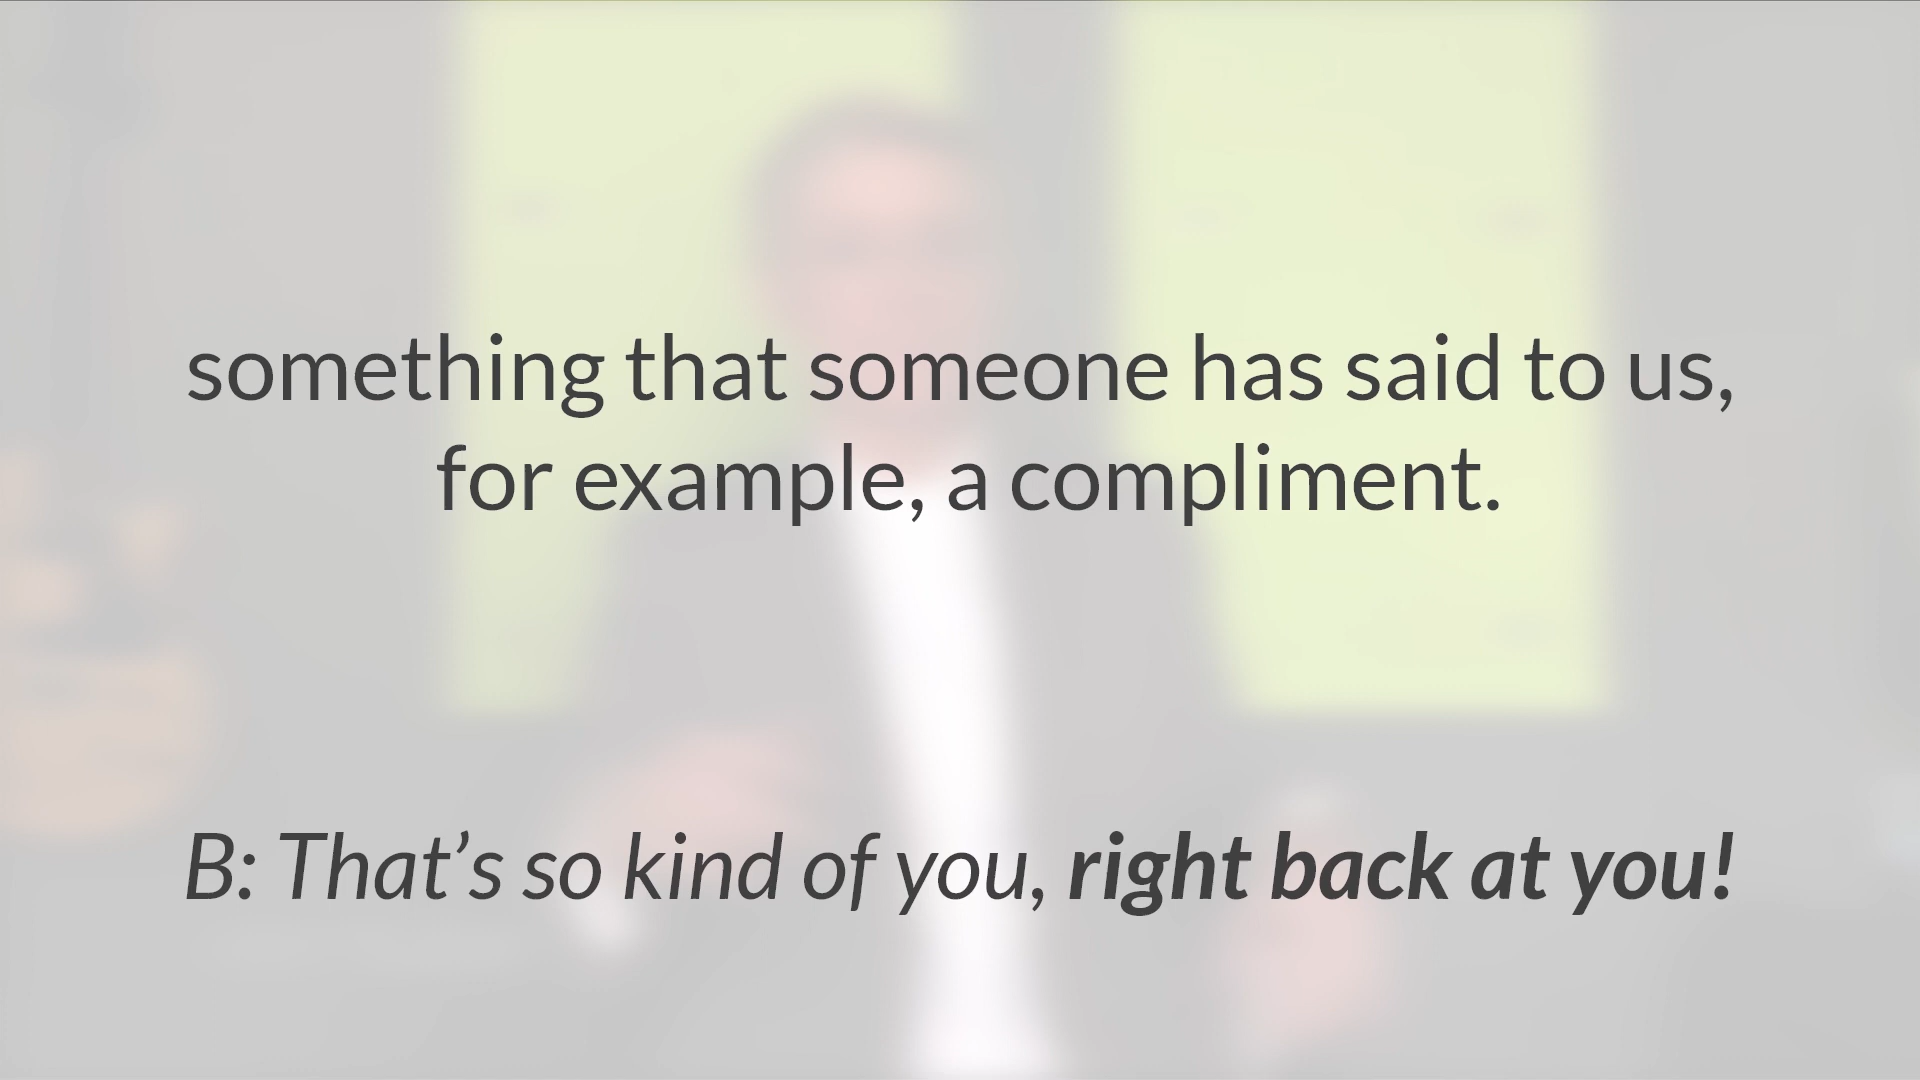 something that someone has said to us,
for example, a compliment.
B: That’s so kind of you, right back at you!